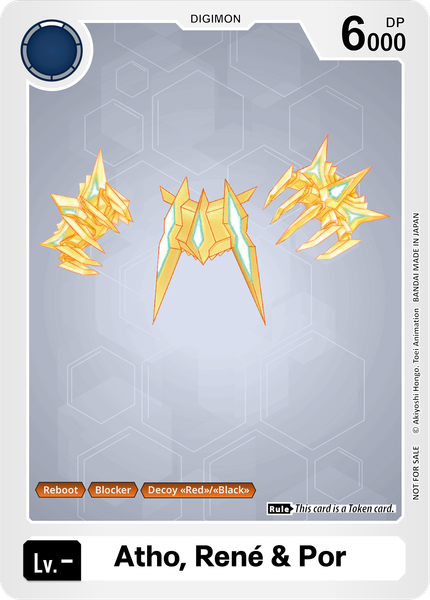 DIGIMON
DP
6000
Reboot Blocker Decoy «Red»/«Black»
Rule This card is a Token card.
NOT FOR SALE © Akiyoshi Hongo. Toei Animation BANDAI MADE IN JAPAN
Lv.–
Atho, René & Por